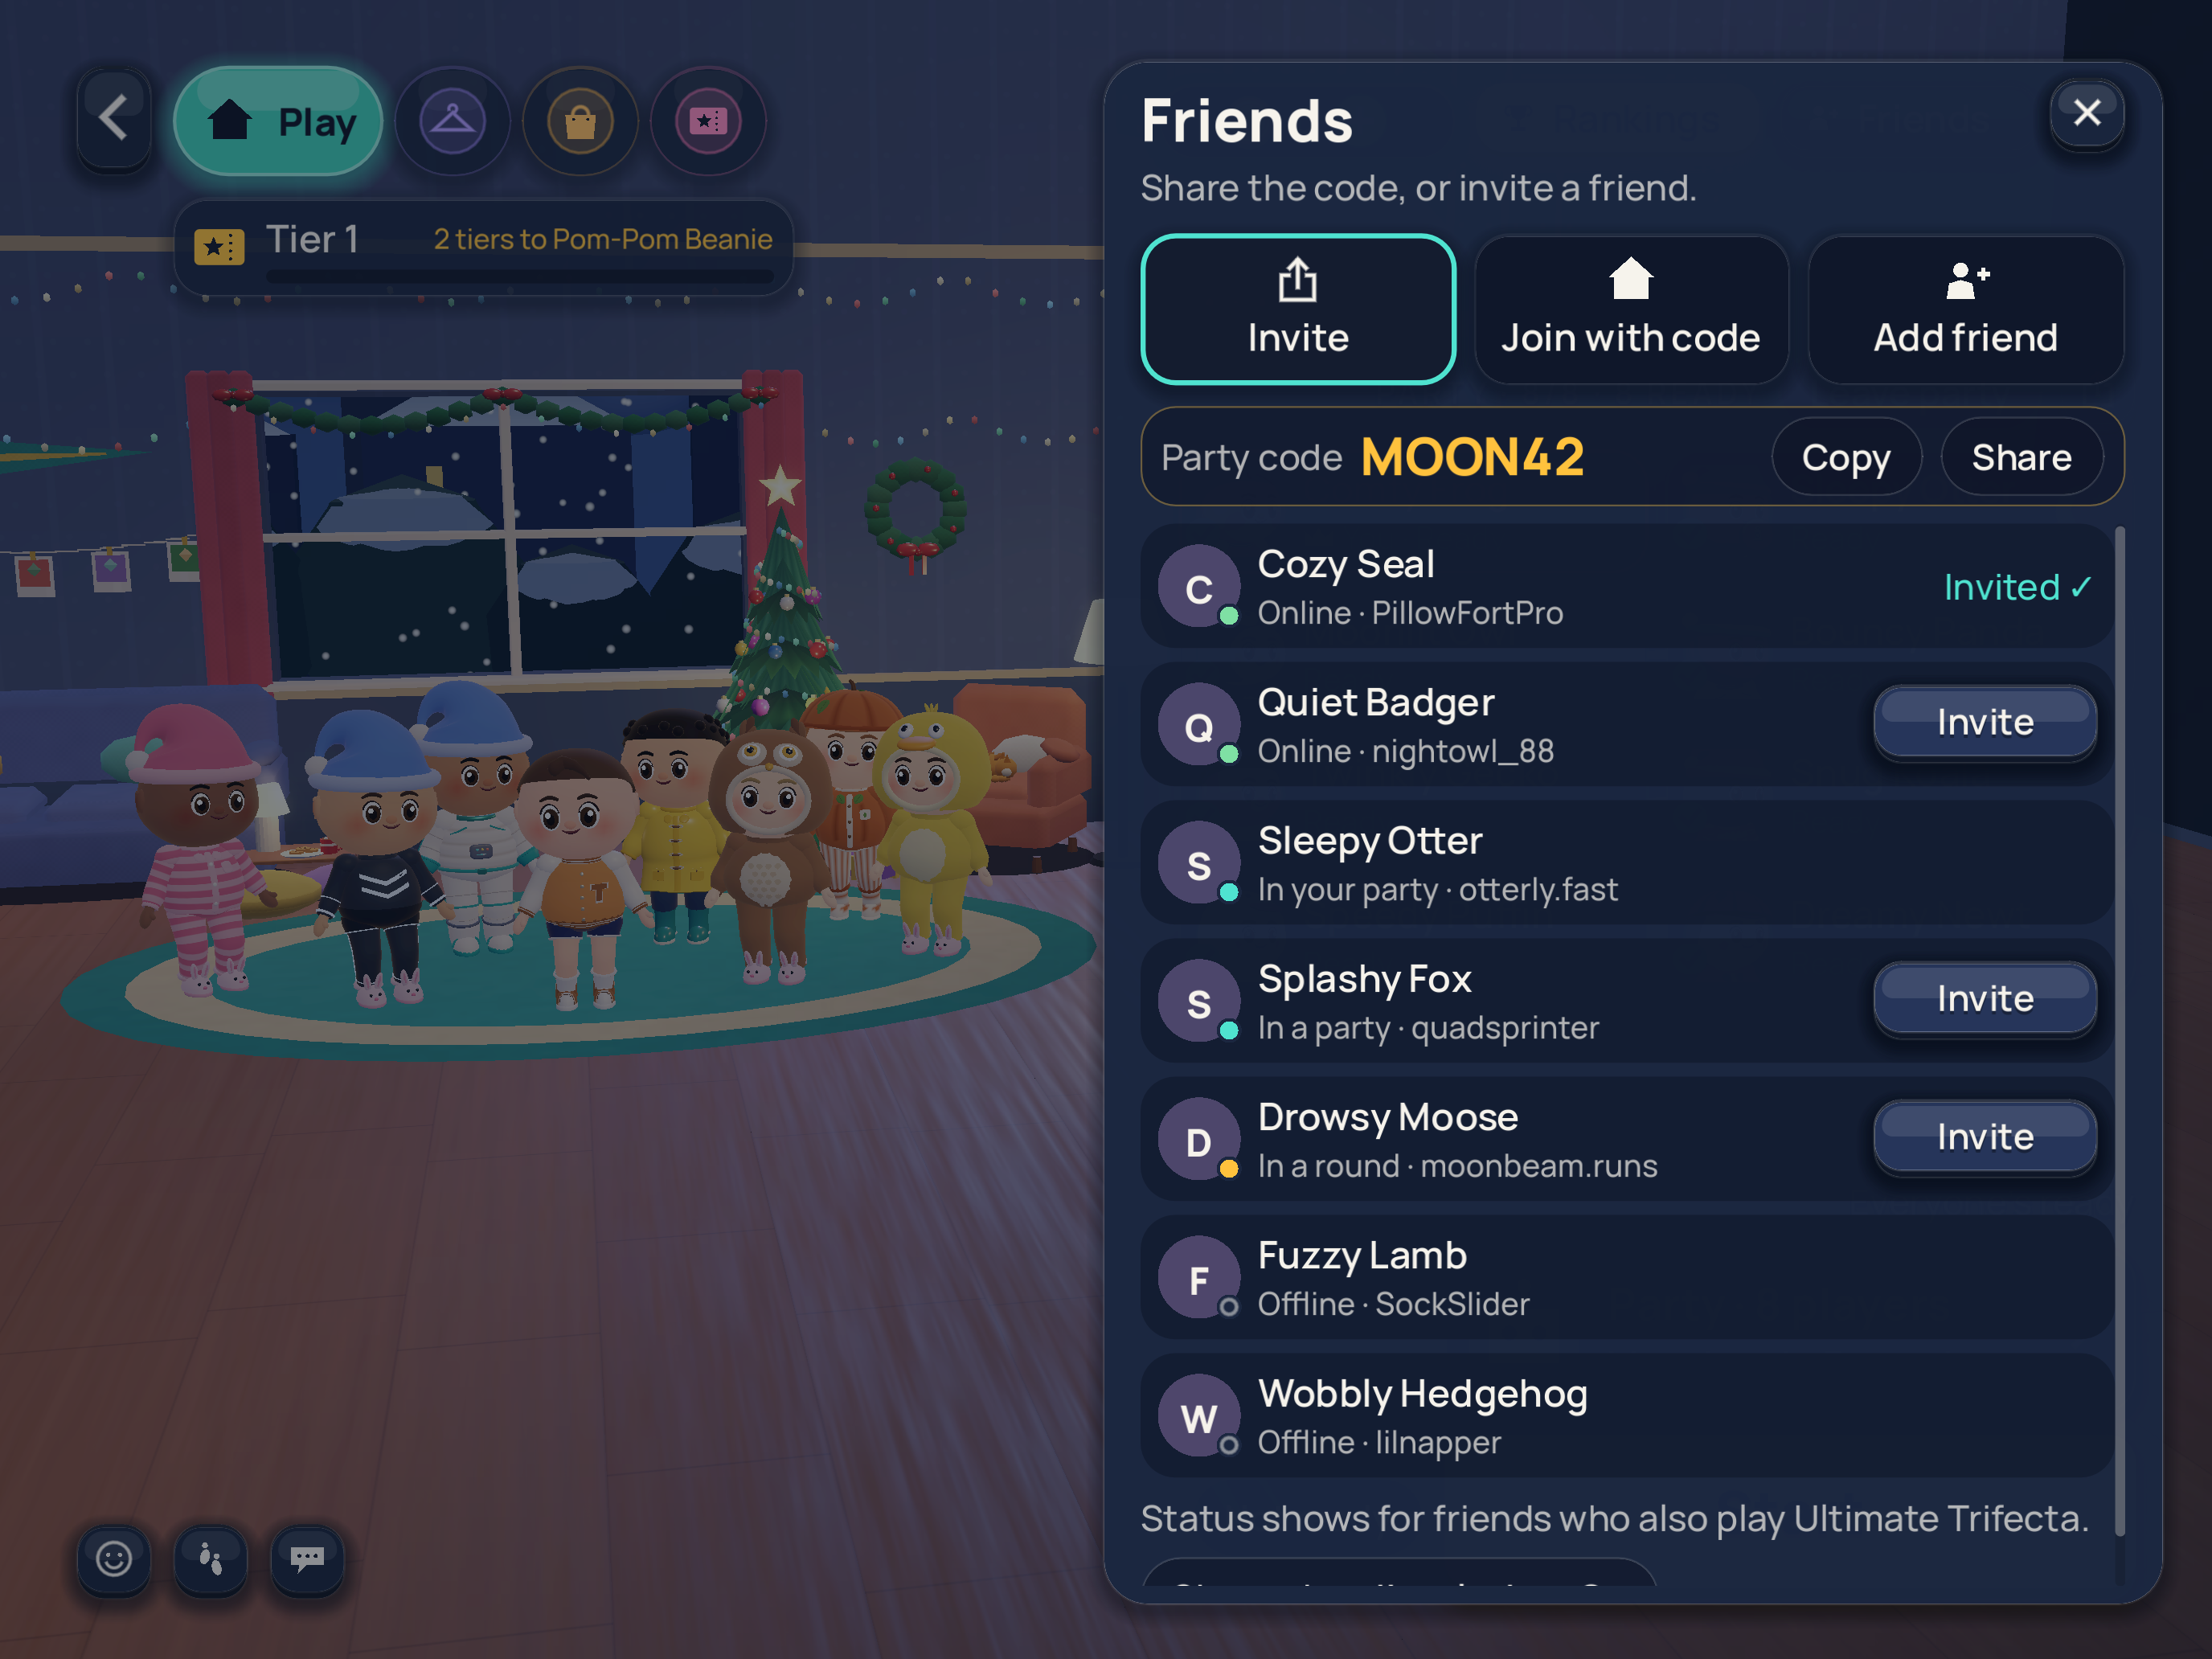 Play
Tier 1
2 tiers to Pom-Pom Beanie
T
Friends
Share the code, or invite a friend.
Invite
Join with code
Add friend
Party code MOON42
Copy
Share
C
Cozy Seal
Online · PillowFortPro
Invited ✓
Q
Quiet Badger
Online · nightowl_88
Invite
S
Sleepy Otter
In your party · otterly.fast
S
Splashy Fox
In a party · quadsprinter
Invite
D
Drowsy Moose
In a round · moonbeam.runs
Invite
F
Fuzzy Lamb
Offline · SockSlider
W
Wobbly Hedgehog
Offline · lilnapper
Status shows for friends who also play Ultimate Trifecta.